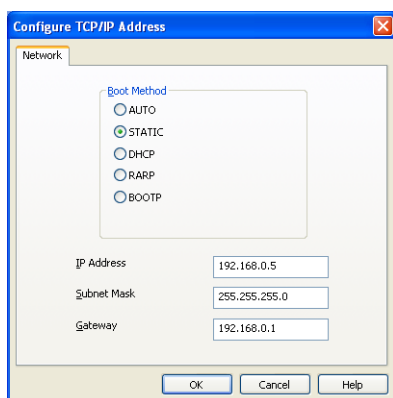 Configure TCP/IP Address
Network
Boot Method
AUTO
STATIC
DHCP
RARP
BOOTP
IP Address 192.168.0.5
Subnet Mask 255.255.255.0
Gateway 192.168.0.1
OK Cancel Help